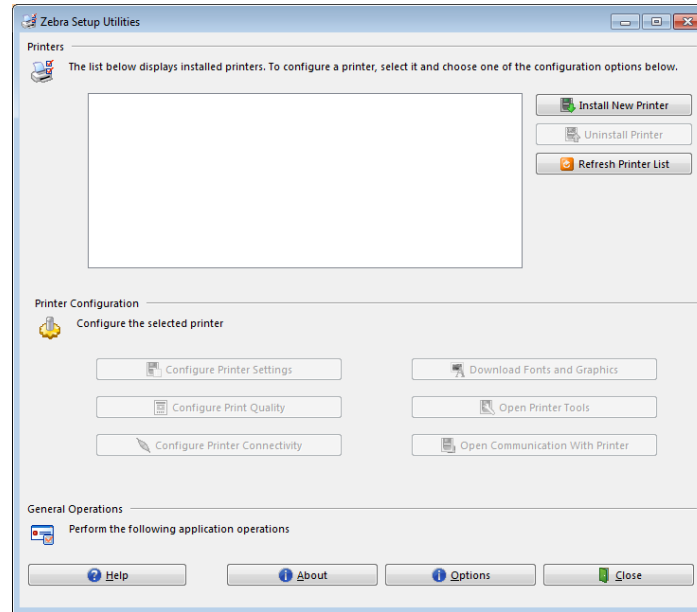 Zebra Setup Utilities
Printers
The list below displays installed printers. To configure a printer, select it and choose one of the configuration options below.
Install New Printer
Uninstall Printer
Refresh Printer List
Printer Configuration
Configure the selected printer
Configure Printer Settings
Download Fonts and Graphics
Configure Print Quality
Open Printer Tools
Configure Printer Connectivity
Open Communication With Printer
General Operations
Perform the following application operations
Help
About
Options
Close